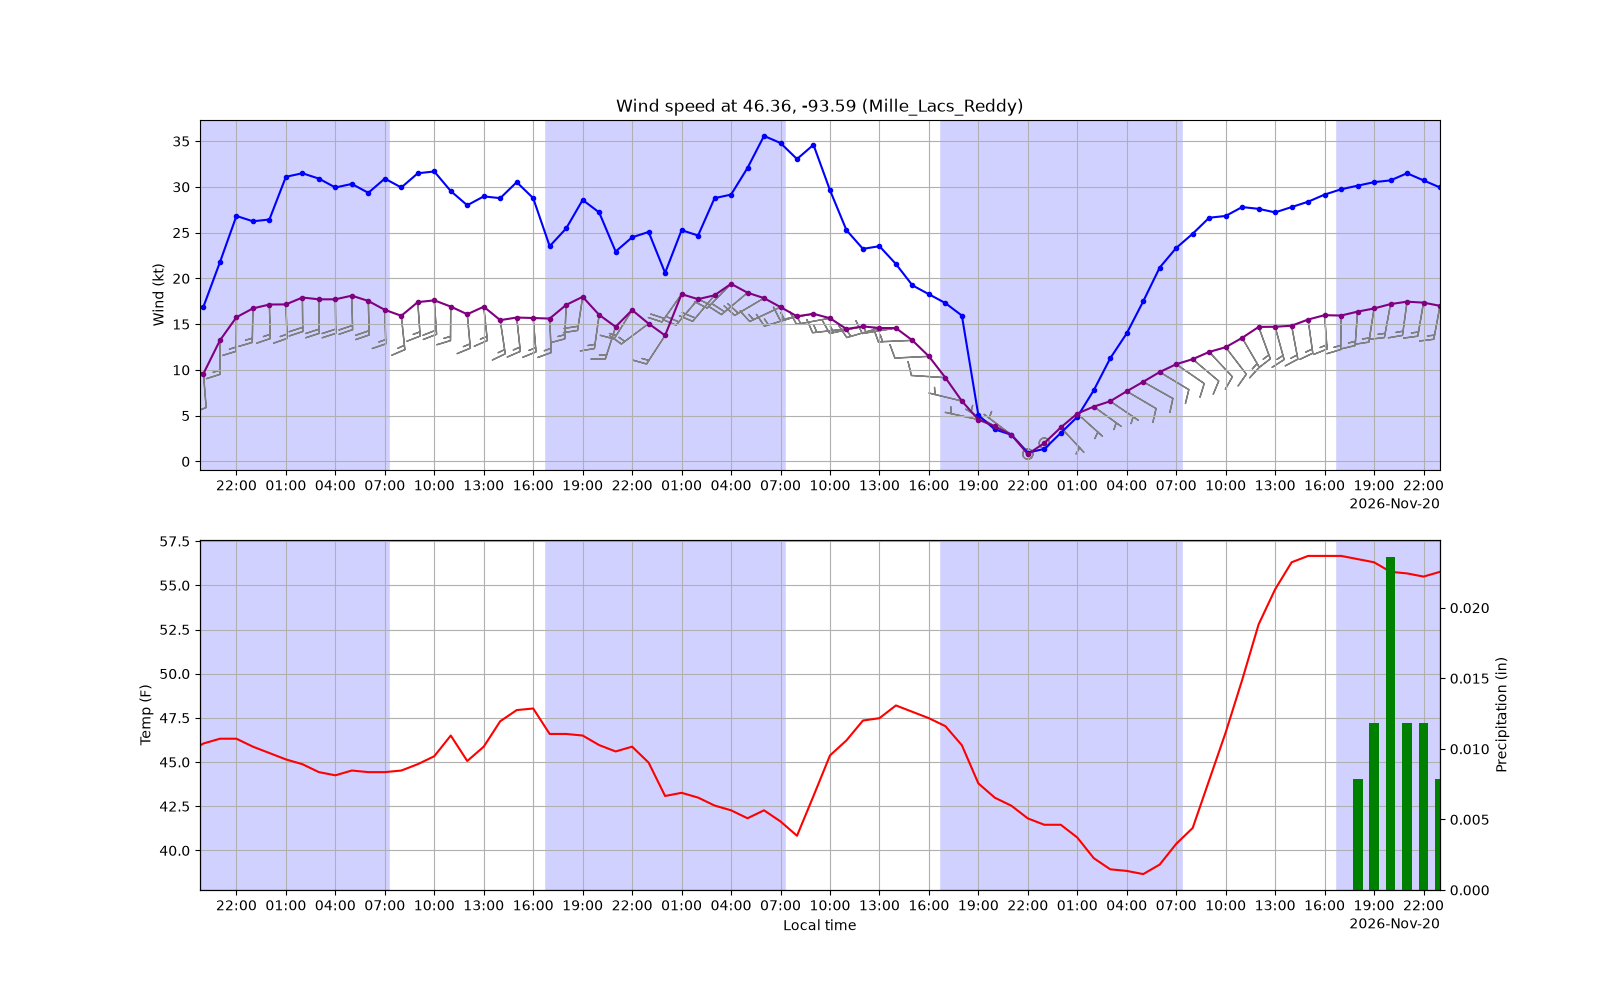 Wind speed at 46.36, -93.59 (Mille_Lacs_Reddy)
35
30
25
20
15
10
5
0
Wind (kt)
22:00 01:00 04:00 07:00 10:00 13:00 16:00 19:00 22:00 01:00 04:00 07:00 10:00 13:00 16:00 19:00 22:00 01:00 04:00 07:00 10:00 13:00 16:00 19:00 22:00
2026-Nov-20
57.5
55.0
52.5
50.0
47.5
45.0
42.5
40.0
Temp (F)
0.020
0.015
0.010
0.005
0.000
Precipitation (in)
22:00 01:00 04:00 07:00 10:00 13:00 16:00 19:00 22:00 01:00 04:00 07:00 10:00 13:00 16:00 19:00 22:00 01:00 04:00 07:00 10:00 13:00 16:00 19:00 22:00
Local time
2026-Nov-20